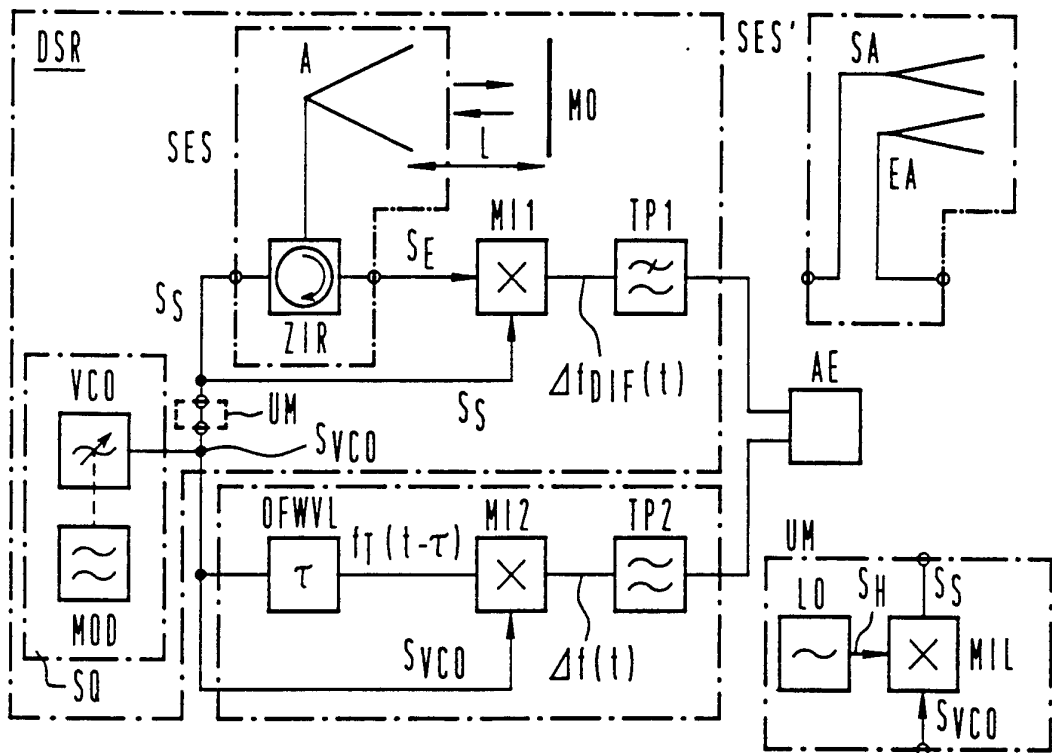 DSR
A
MO
L
SES
SES'
SA
EA
MI1
TP1
S_E
S_S
ZIR
Δf_DIF(t)
S_S
AE
VCO
UM
S_VCO
OFWVL
f_T(t-τ)
MI2
TP2
τ
MOD
S_VCO
Δf(t)
SQ
UM
LO
S_H
S_S
MIL
S_VCO